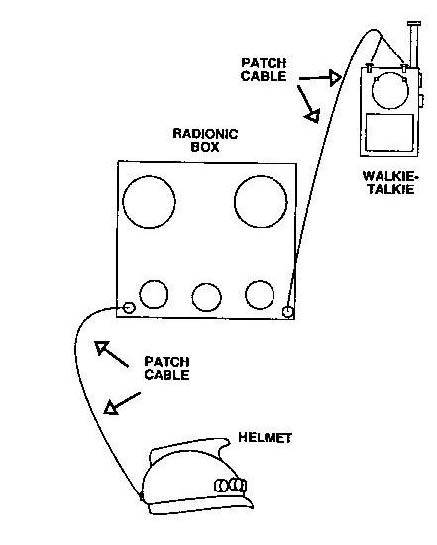 PATCH
CABLE
RADIONIC
BOX
WALKIE-
TALKIE
PATCH
CABLE
HELMET